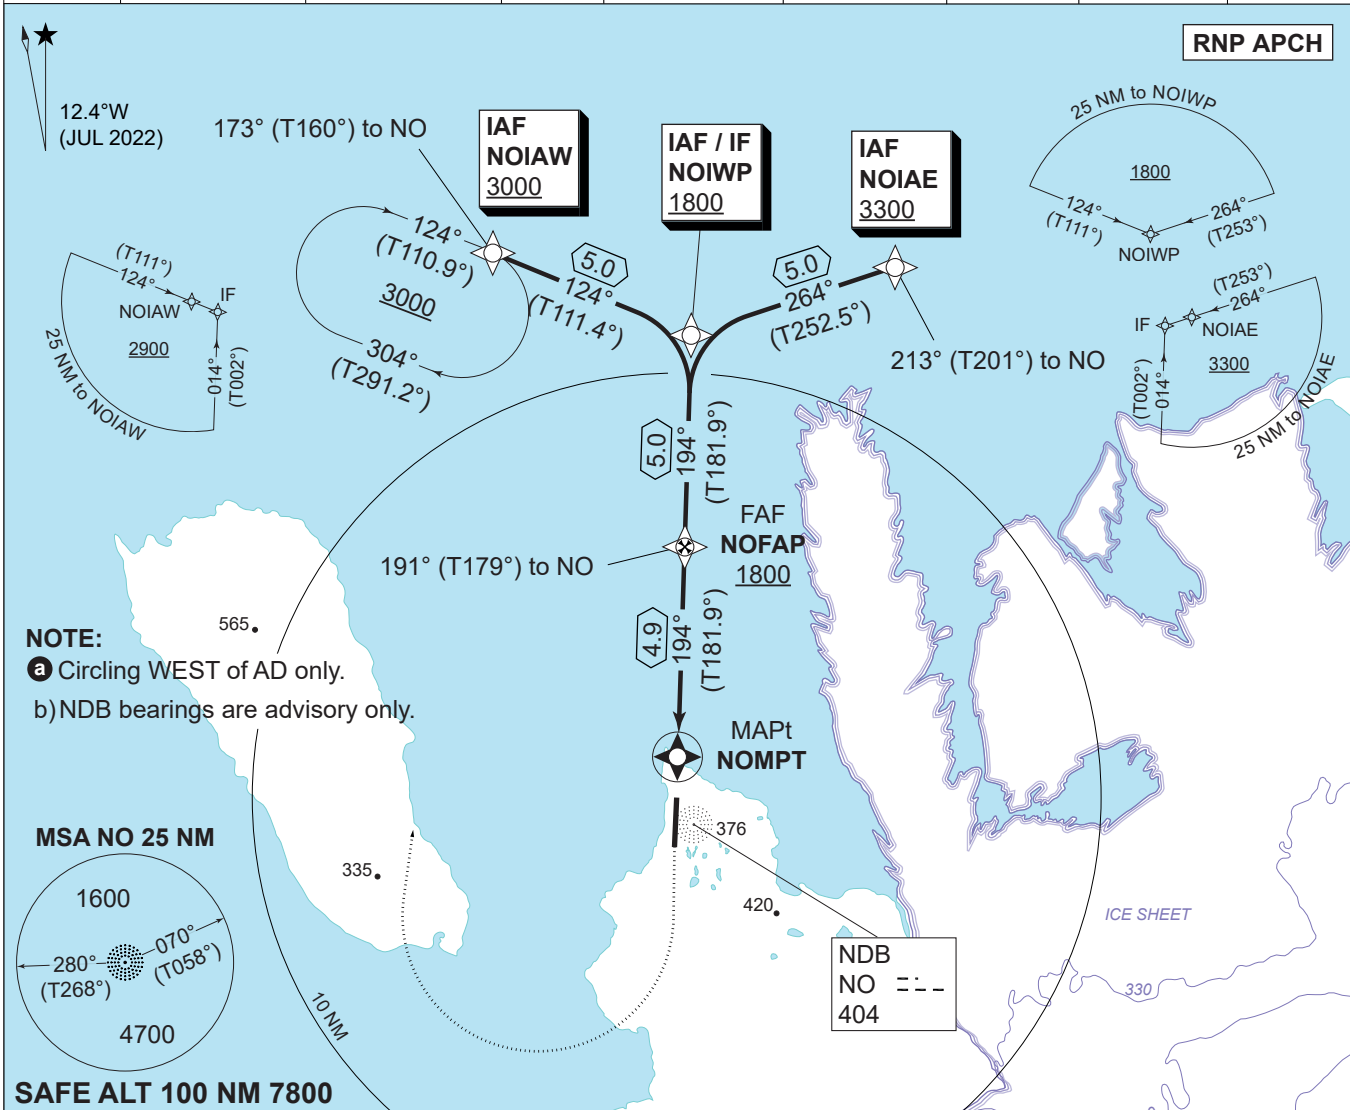 RNP APCH
12.4°W
(JUL 2022)
173° (T160°) to NO
IAF
NOIAW
3000
IAF / IF
NOIWP
1800
IAF
NOIAE
3300
25 NM to NOIWP
1800
124°
(T111°)
264°
(T253°)
NOIWP
(T111°)
124°
NOIAW
IF
2900
014°
(T002°)
25 NM to NOIAW
124°
(T110.9°)
3000
304°
(T291.2°)
5.0
124°
(T111.4°)
5.0
264°
(T252.5°)
213° (T201°) to NO
(T253°)
264°
IF
NOIAE
3300
(T002°)
014°
25 NM to NOIAE
5.0
194°
(T181.9°)
FAF
NOFAP
1800
191° (T179°) to NO
4.9
194°
(T181.9°)
565
NOTE:
a Circling WEST of AD only.
b) NDB bearings are advisory only.
MAPt
NOMPT
376
335
420
MSA NO 25 NM
1600
070°
(T058°)
280°
(T268°)
4700
10 NM
NDB
NO
404
ICE SHEET
330
SAFE ALT 100 NM 7800